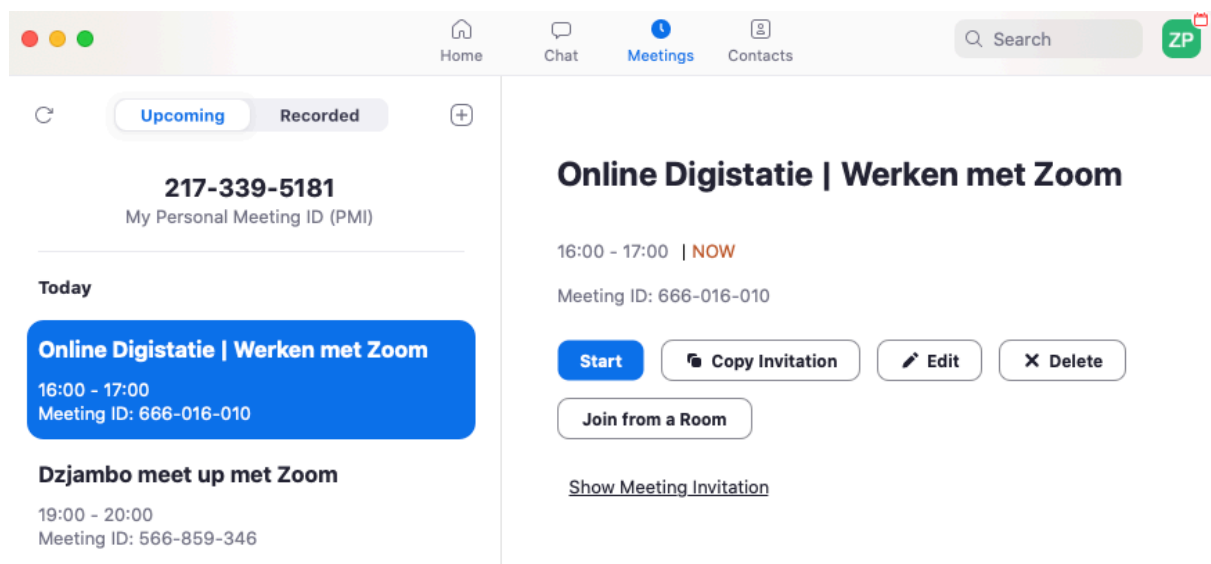 Home
Chat
Meetings
Contacts
Search
ZP
Upcoming
Recorded
217-339-5181
My Personal Meeting ID (PMI)
Today
Online Digistatie | Werken met Zoom
16:00 - 17:00
Meeting ID: 666-016-010
Dzjambo meet up met Zoom
19:00 - 20:00
Meeting ID: 566-859-346
Online Digistatie | Werken met Zoom
16:00 - 17:00 | NOW
Meeting ID: 666-016-010
Start
Copy Invitation
Edit
Delete
Join from a Room
Show Meeting Invitation